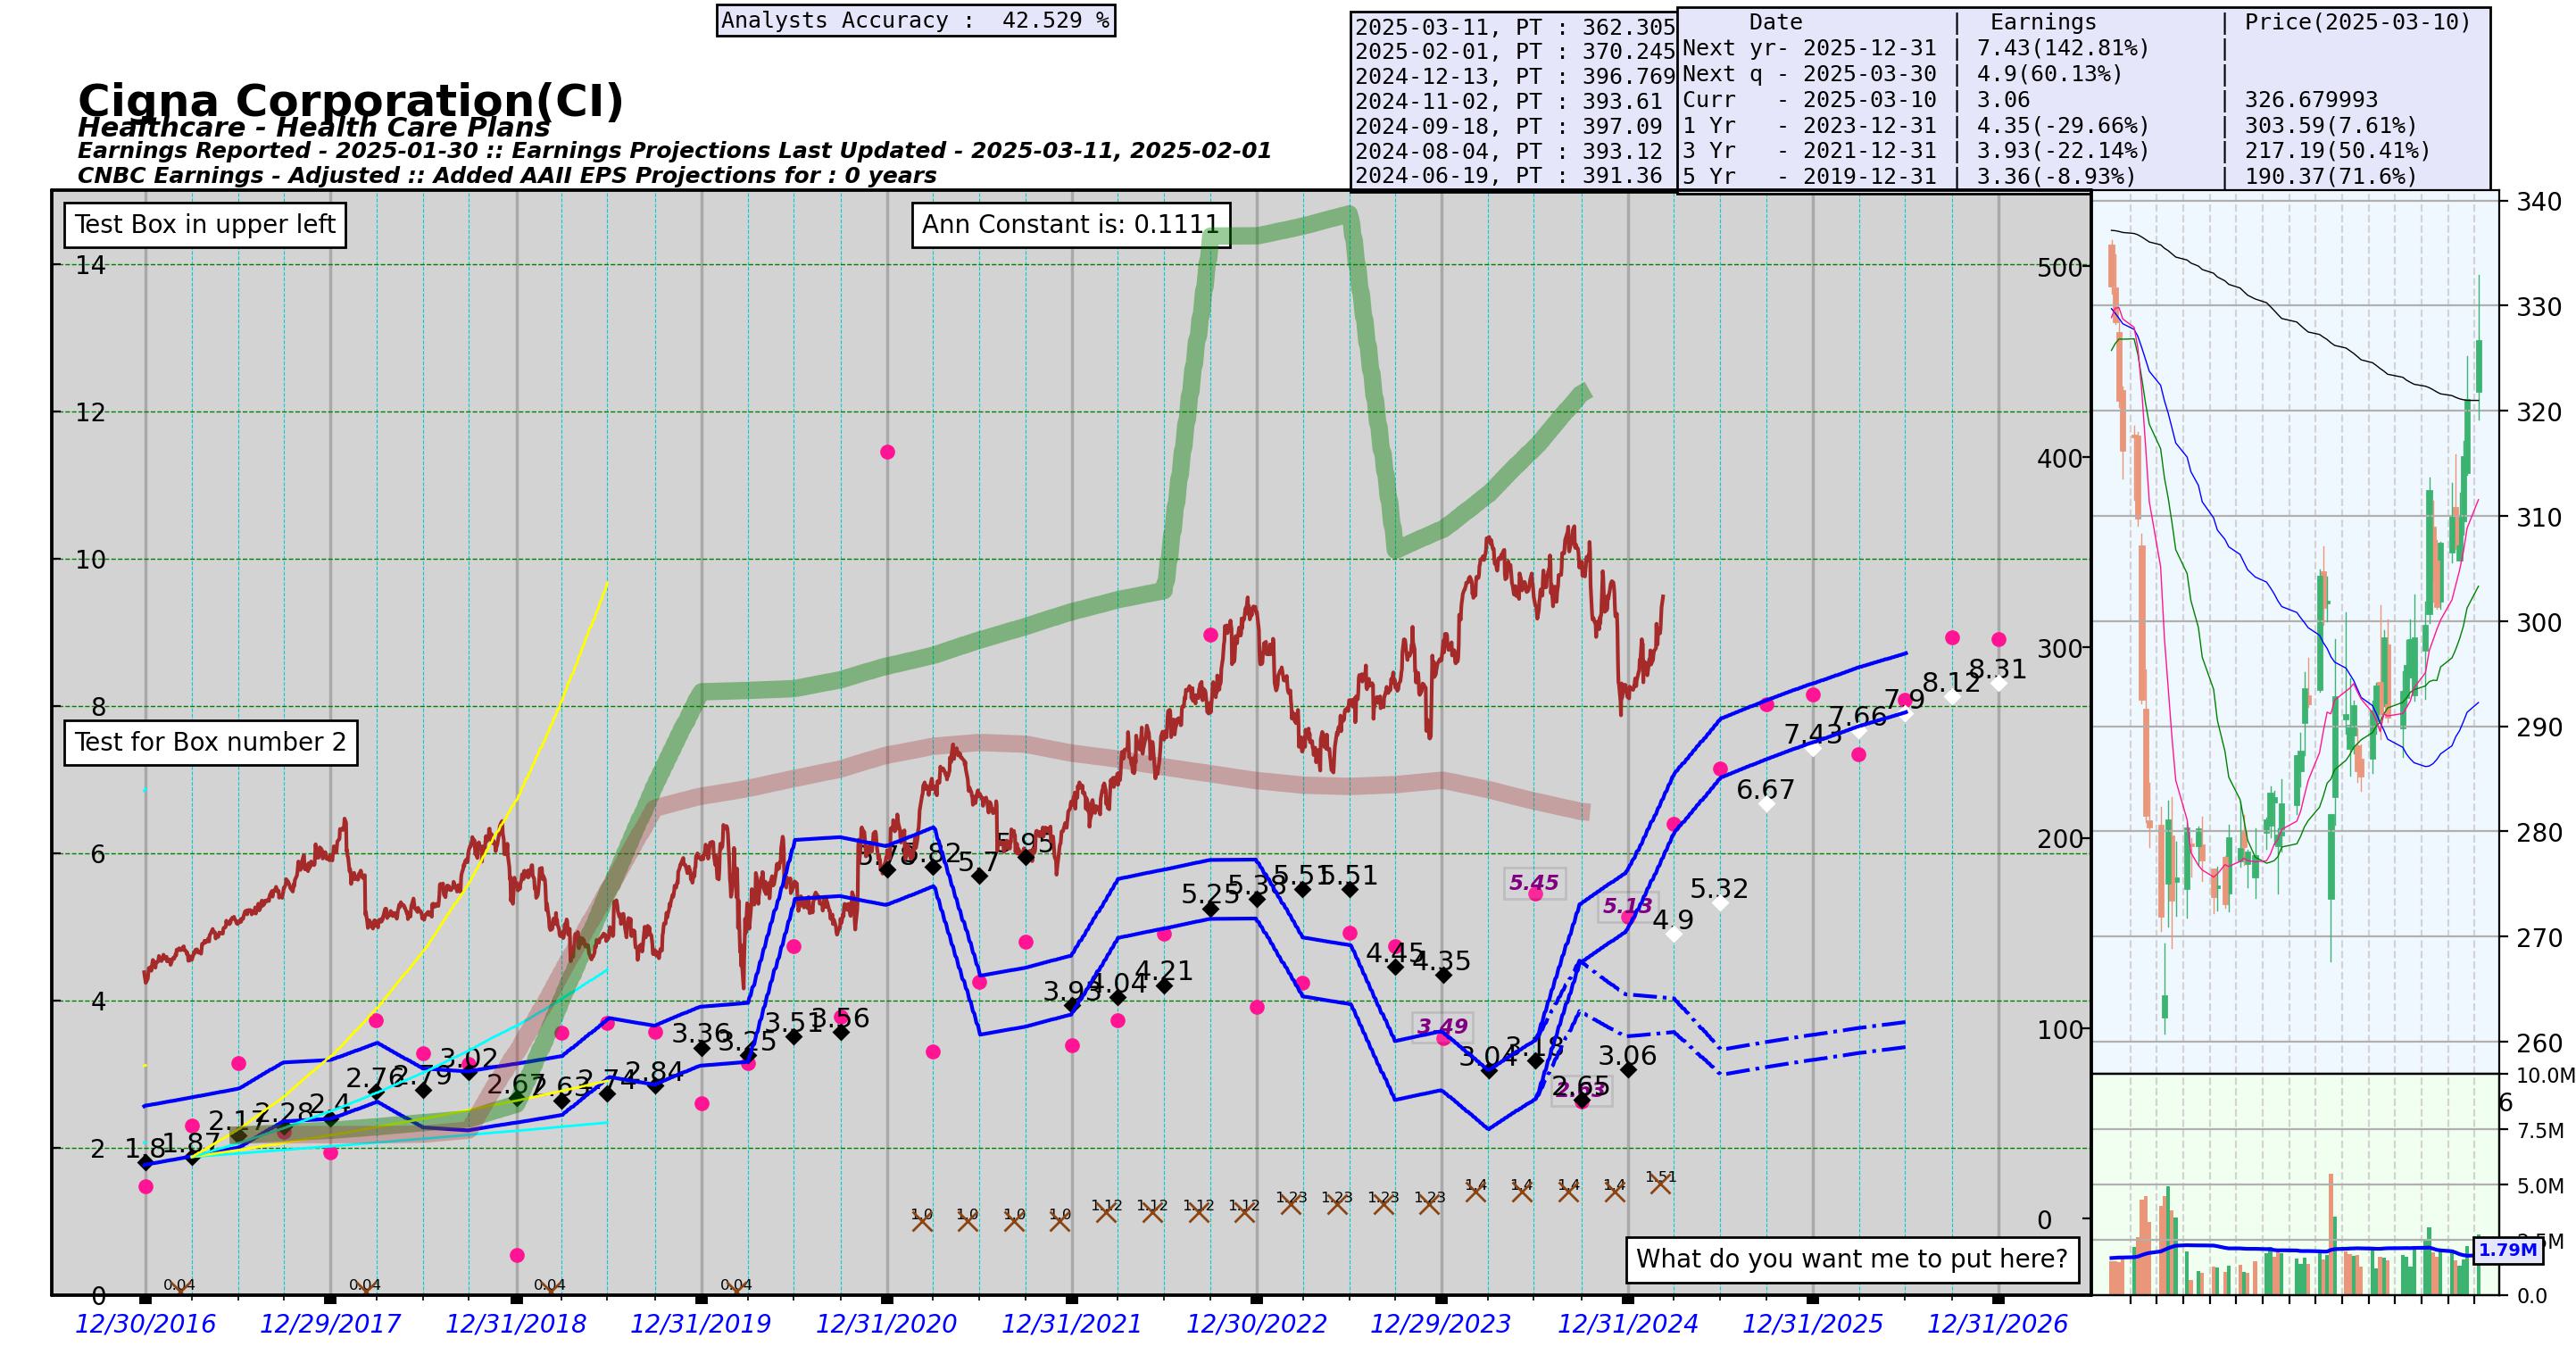 Analysts Accuracy :  42.529 %
2025-03-11, PT : 362.305
2025-02-01, PT : 370.245
2024-12-13, PT : 396.769
2024-11-02, PT : 393.61
2024-09-18, PT : 397.09
2024-08-04, PT : 393.12
2024-06-19, PT : 391.36
Date | Earnings | Price(2025-03-10)
Next yr- 2025-12-31 | 7.43(142.81%) |
Next q - 2025-03-30 | 4.9(60.13%) |
Curr - 2025-03-10 | 3.06 | 326.679993
1 Yr - 2023-12-31 | 4.35(-29.66%) | 303.59(7.61%)
3 Yr - 2021-12-31 | 3.93(-22.14%) | 217.19(50.41%)
5 Yr - 2019-12-31 | 3.36(-8.93%) | 190.37(71.6%)
Cigna Corporation(CI)
Healthcare - Health Care Plans
Earnings Reported - 2025-01-30 :: Earnings Projections Last Updated - 2025-03-11, 2025-02-01
CNBC Earnings - Adjusted :: Added AAII EPS Projections for : 0 years
Test Box in upper left
Ann Constant is: 0.1111
Test for Box number 2
What do you want me to put here?
14
12
10
8
6
4
2
0
500
400
300
200
100
0
340
330
320
310
300
290
280
270
260
10.0M
6
7.5M
5.0M
1.79M
0.0
1.8 1.87 2.17 2.28 2.4 2.76 2.79 3.02 2.67 2.63 2.74 2.84 3.36 3.25 3.51 3.56 5.78 5.82 5.7 5.95 3.93 4.04 4.21 5.25 5.38 5.51 5.51 4.45 4.35 3.04 3.18 2.65 3.06 4.9 5.32 6.67 7.43 7.66 7.9 8.12 8.31
3.49 5.45 5.13
0.04 0.04 0.04 0.04 1.0 1.0 1.0 1.0 1.12 1.12 1.12 1.12 1.23 1.23 1.23 1.23 1.4 1.4 1.4 1.4 1.51
12/30/2016 12/29/2017 12/31/2018 12/31/2019 12/31/2020 12/31/2021 12/30/2022 12/29/2023 12/31/2024 12/31/2025 12/31/2026